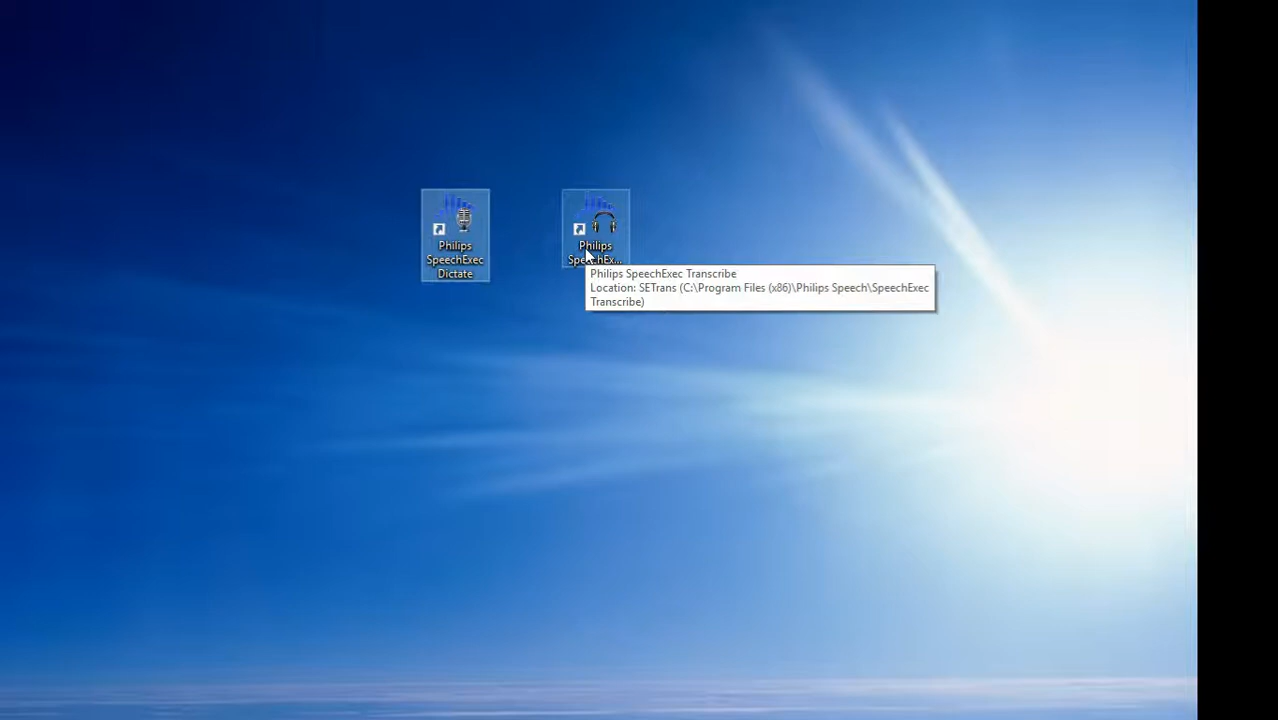 Philips
SpeechExec
Dictate
Philips
SpeechEx...
Philips SpeechExec Transcribe
Location: SETrans (C:\Program Files (x86)\Philips Speech\SpeechExec
Transcribe)